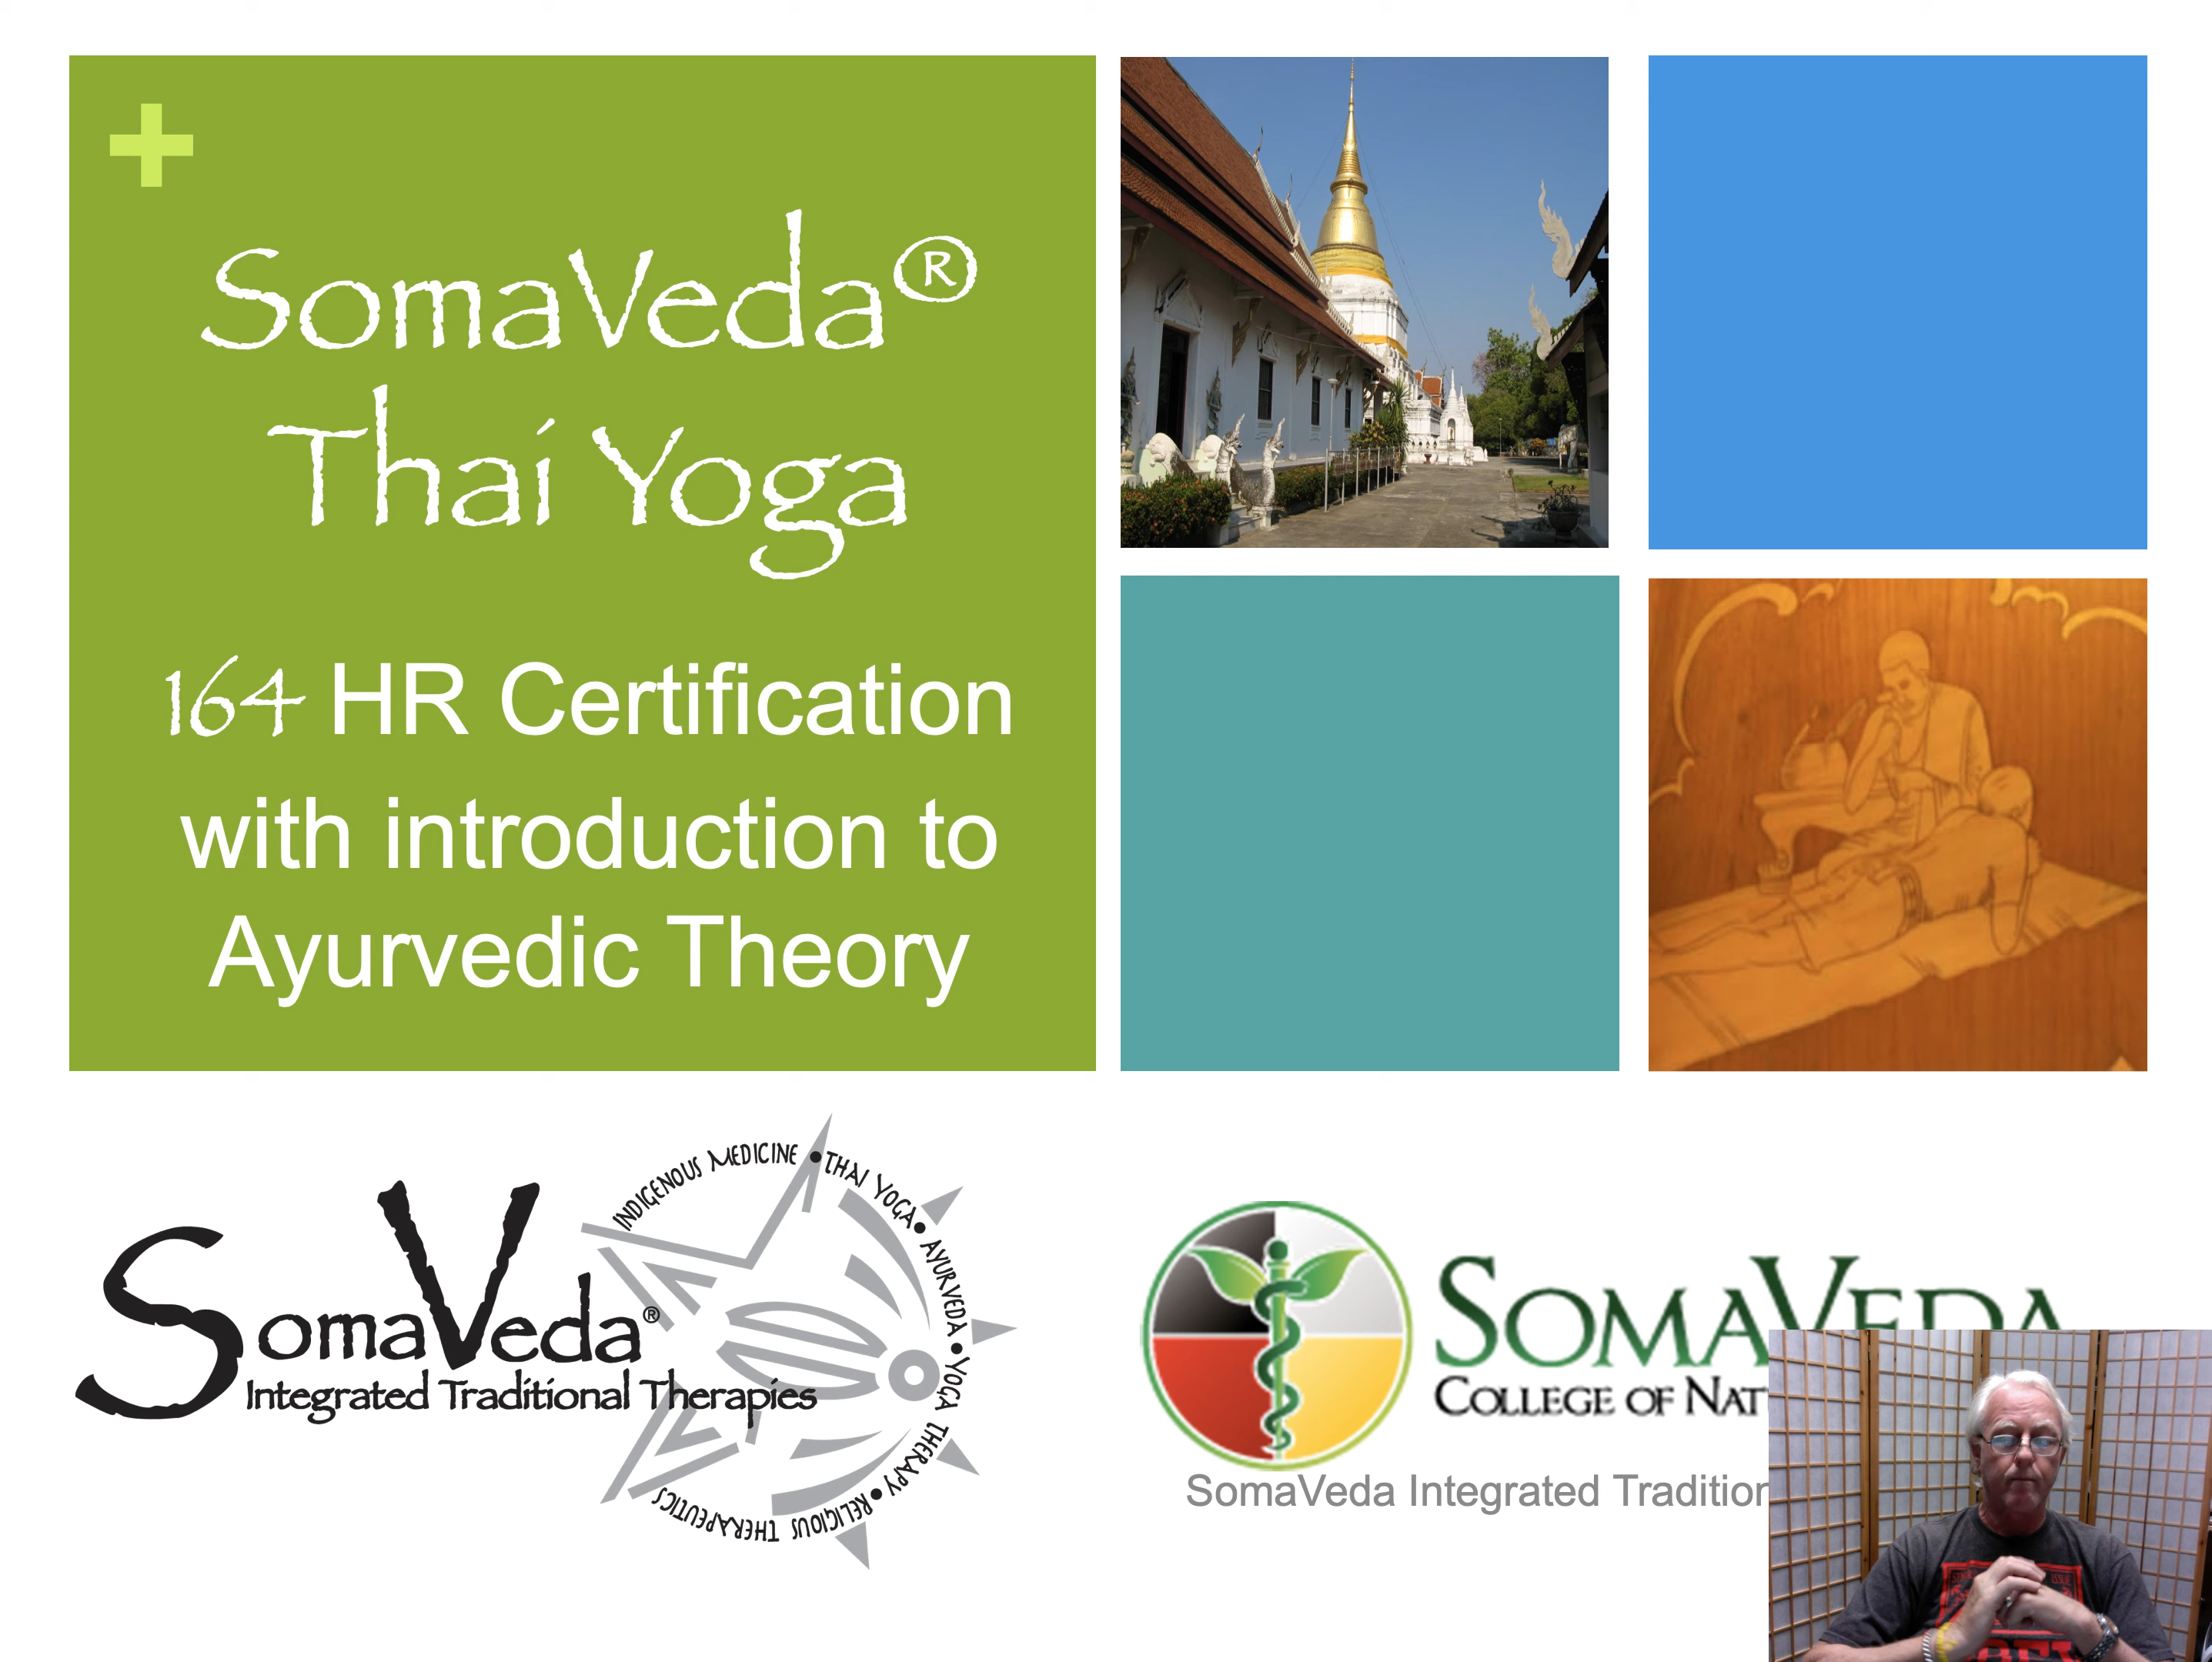 +
SomaVeda®
Thai Yoga
164 HR Certification
with introduction to
Ayurvedic Theory
INDIGENOUS MEDICINE • THAI YOGA • AYURVEDA • YOGA THERAPY • RELIGIOUS THERAPEUTICS
SomaVeda®
Integrated Traditional Therapies
SOMAVEDA
COLLEGE OF NAT
SomaVeda Integrated Tradition